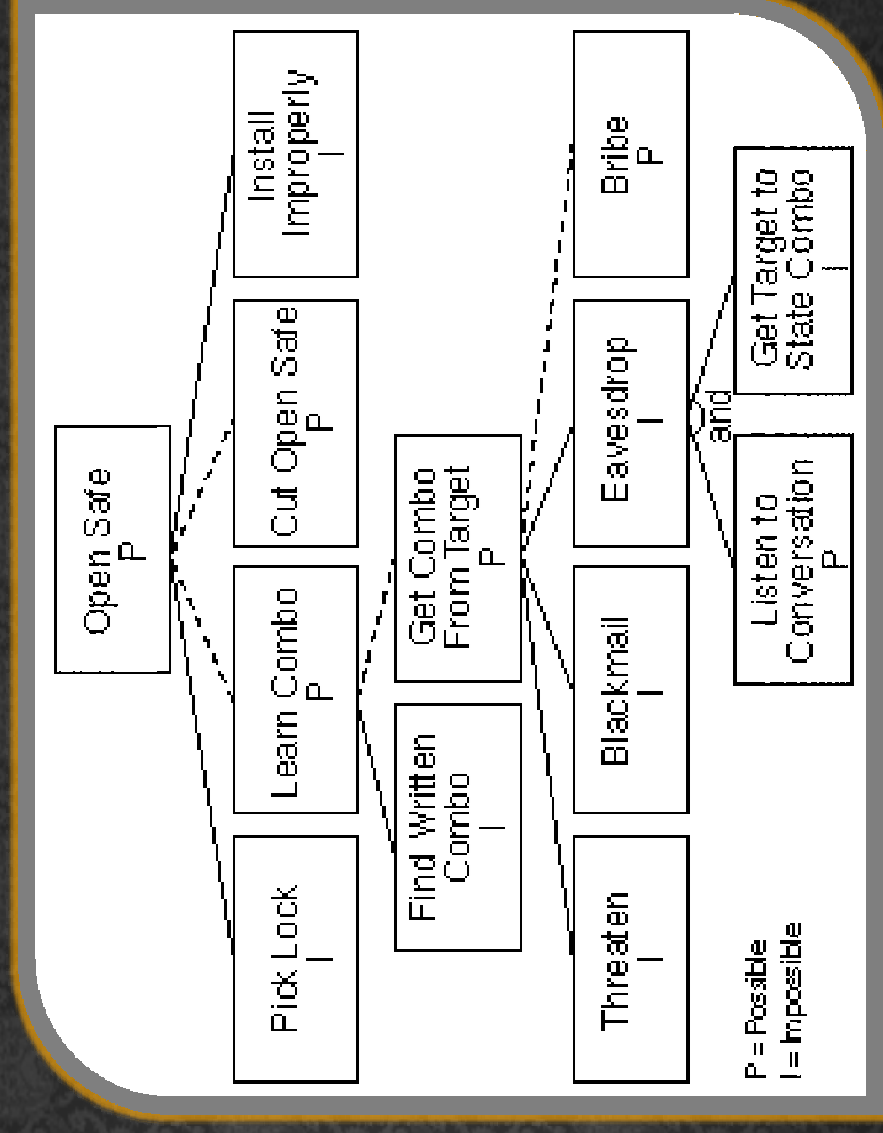 Open Safe
P
Pick Lock
I
Learn Combo
P
Cut Open Safe
P
Install
Improperly
I
Find Written
Combo
I
Get Combo
From Target
P
Threaten
I
Blackmail
I
Eavesdrop
I
Bribe
P
and
Listen to
Conversation
P
Get Target to
State Combo
I
P = Possible
I = Impossible